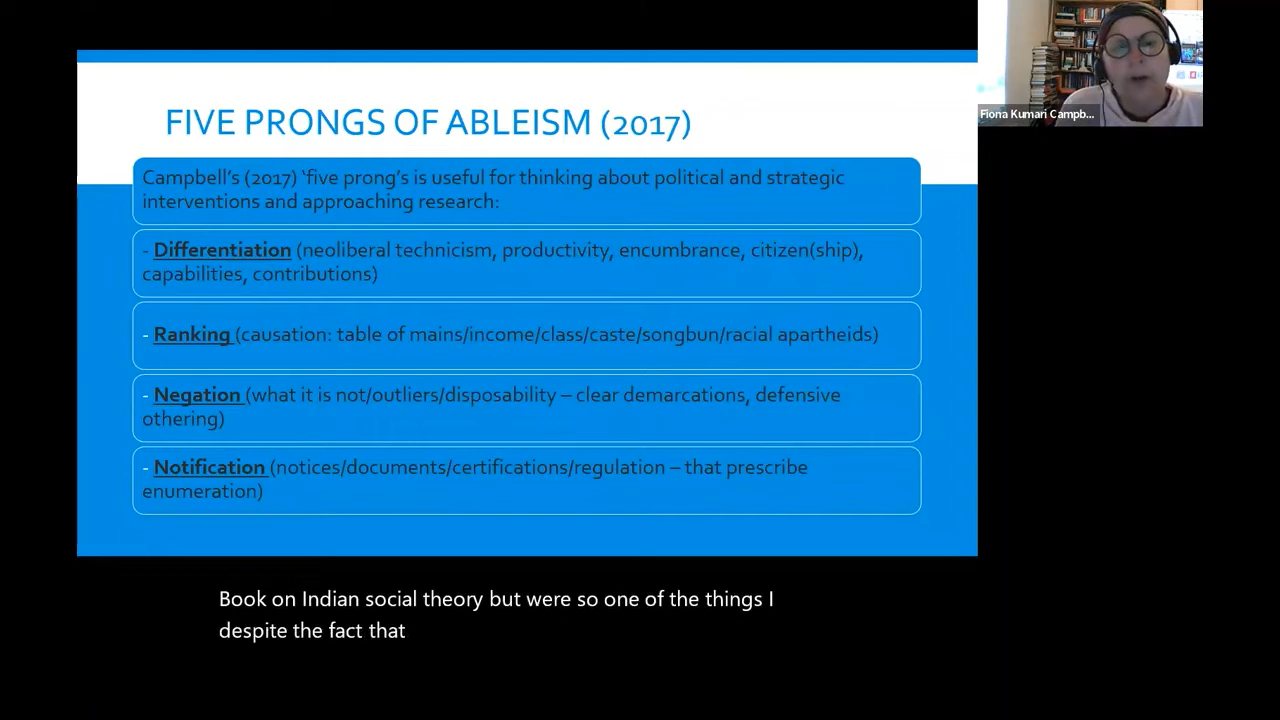 FIVE PRONGS OF ABLEISM (2017)
Fiona Kumari Campb...
Campbell's (2017) 'five prong's is useful for thinking about political and strategic
interventions and approaching research:
- Differentiation (neoliberal technicism, productivity, encumbrance, citizen(ship),
capabilities, contributions)
- Ranking (causation: table of mains/income/class/caste/songbun/racial apartheids)
- Negation (what it is not/outliers/disposability – clear demarcations, defensive
othering)
- Notification (notices/documents/certifications/regulation – that prescribe
enumeration)
Book on Indian social theory but were so one of the things I
despite the fact that